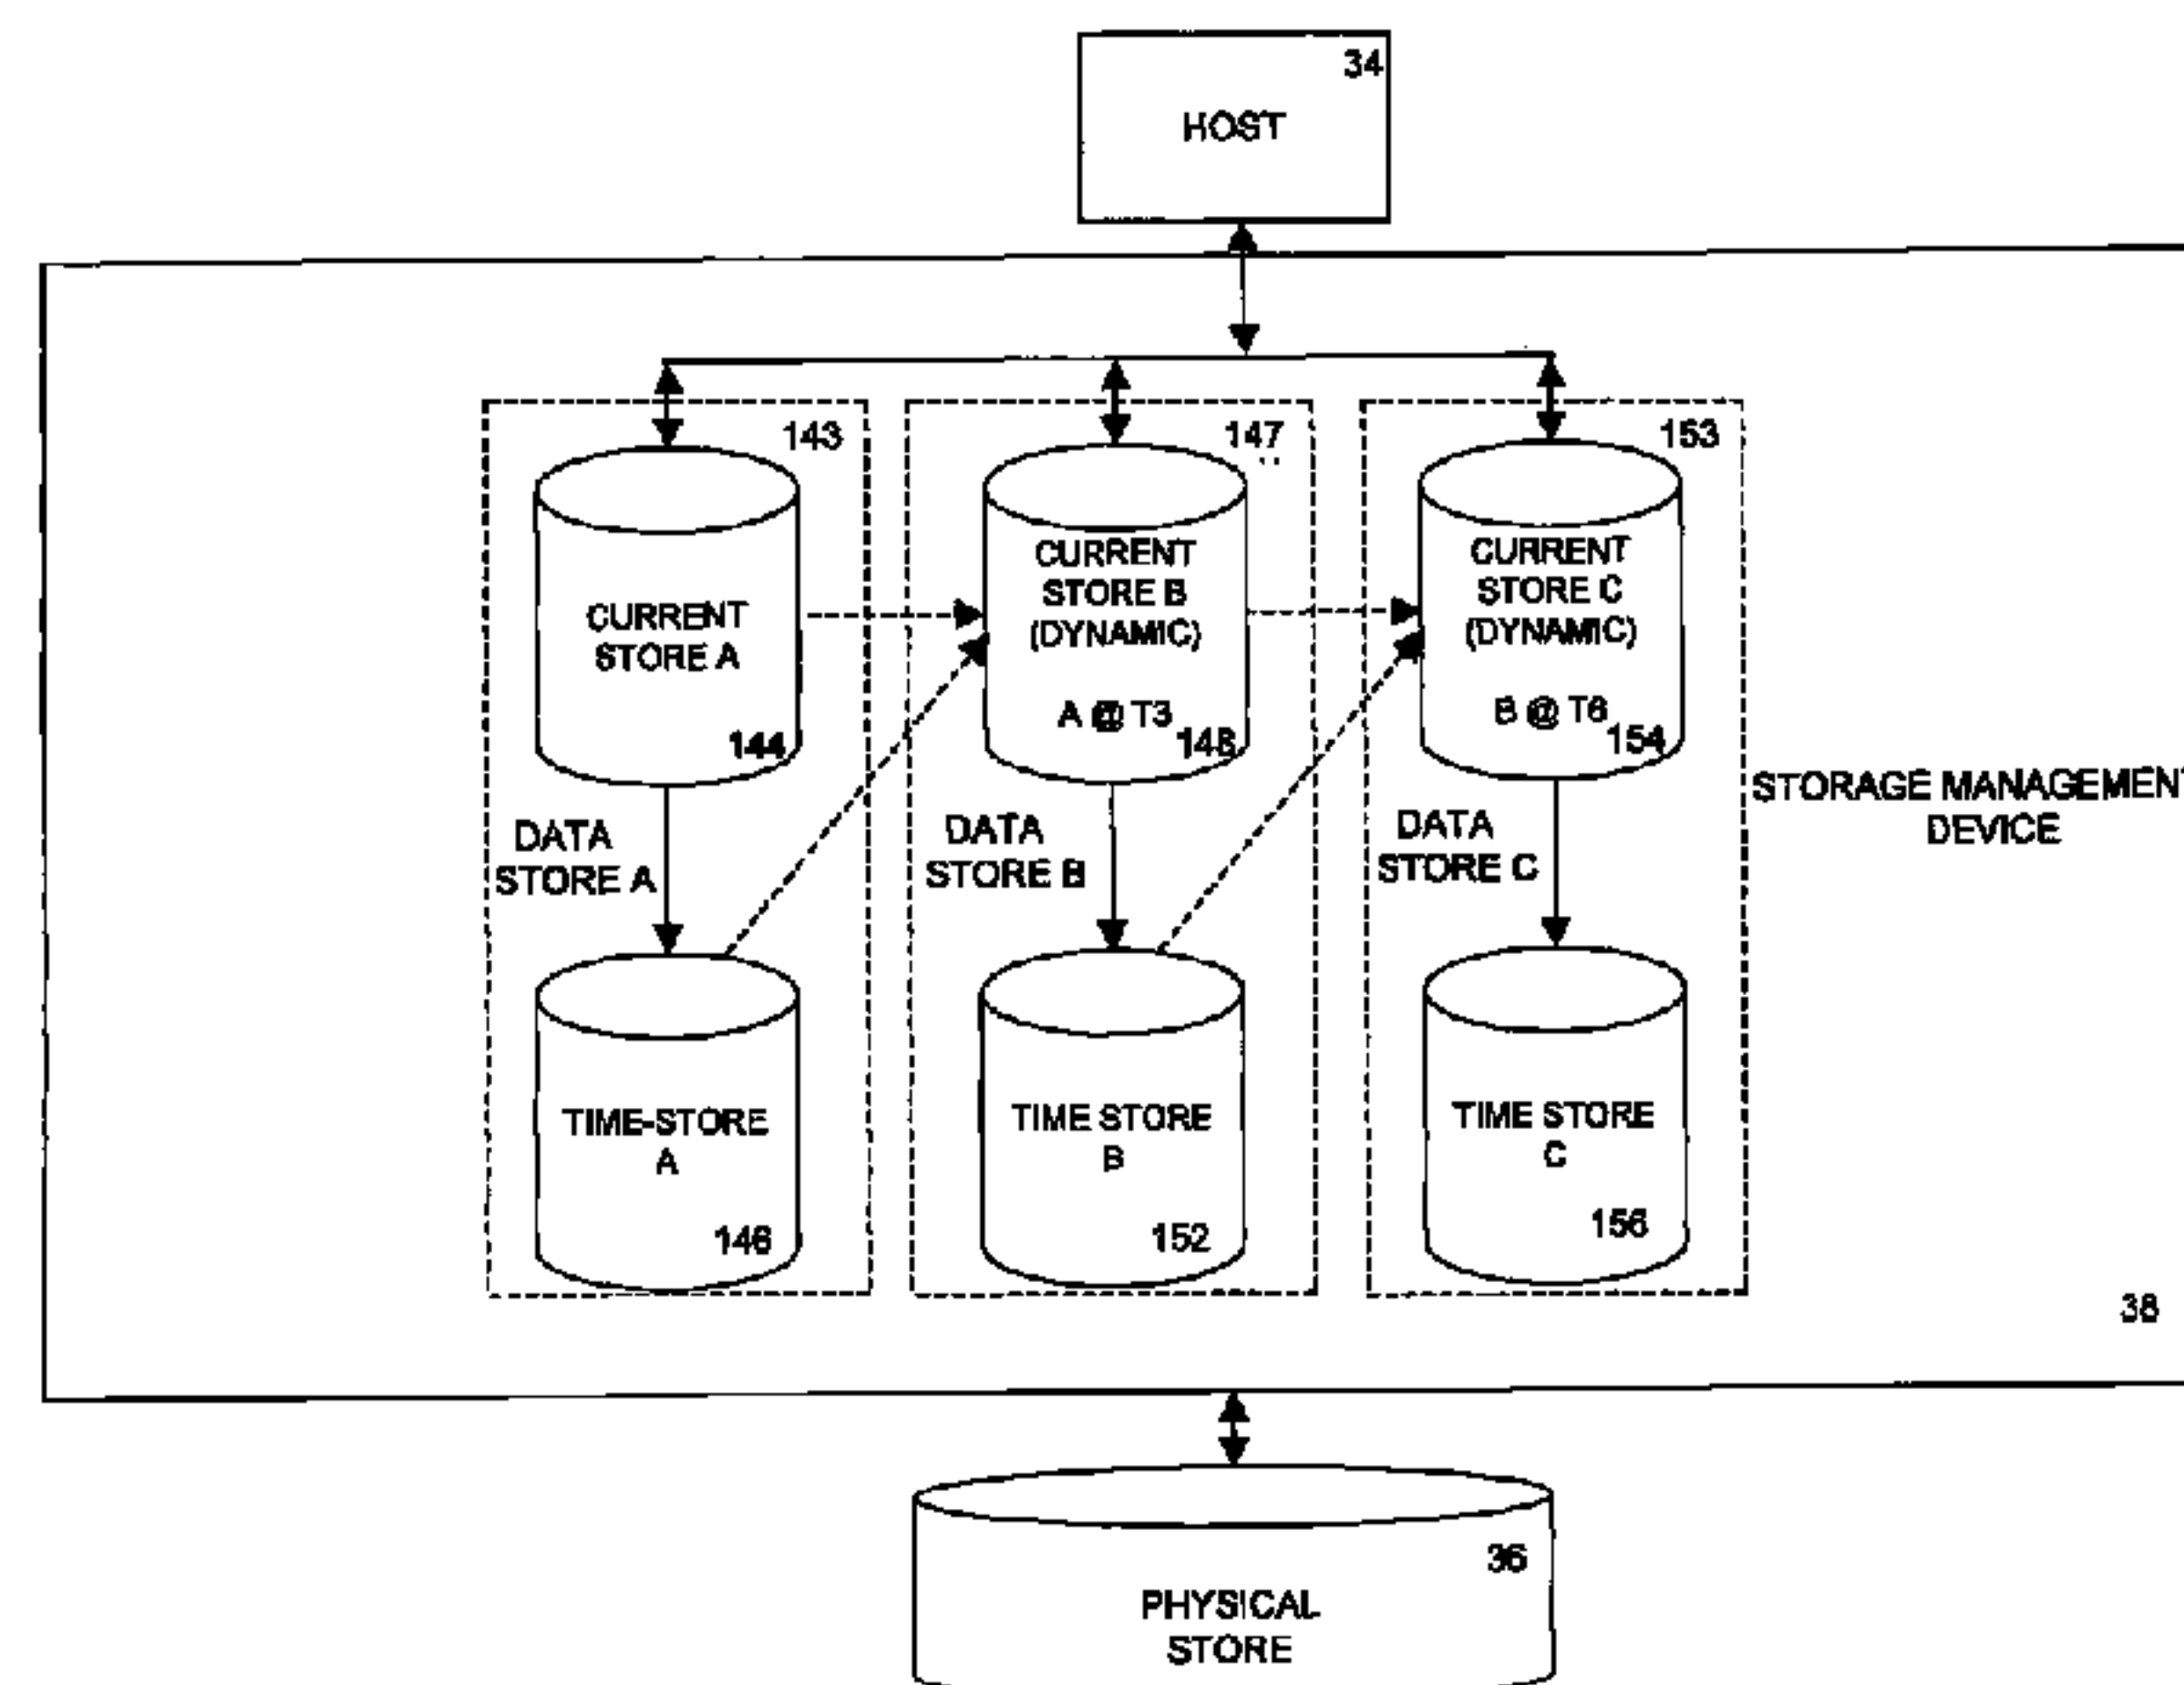 34
HOST
143
147
153
CURRENT
STORE A
144
CURRENT
STORE B
(DYNAMIC)
A @ T3
148
CURRENT
STORE C
(DYNAMIC)
B @ T6
154
STORAGE MANAGEMENT
DEVICE
DATA
STORE A
DATA
STORE B
DATA
STORE C
TIME-STORE
A
146
TIME STORE
B
152
TIME STORE
C
156
38
36
PHYSICAL
STORE